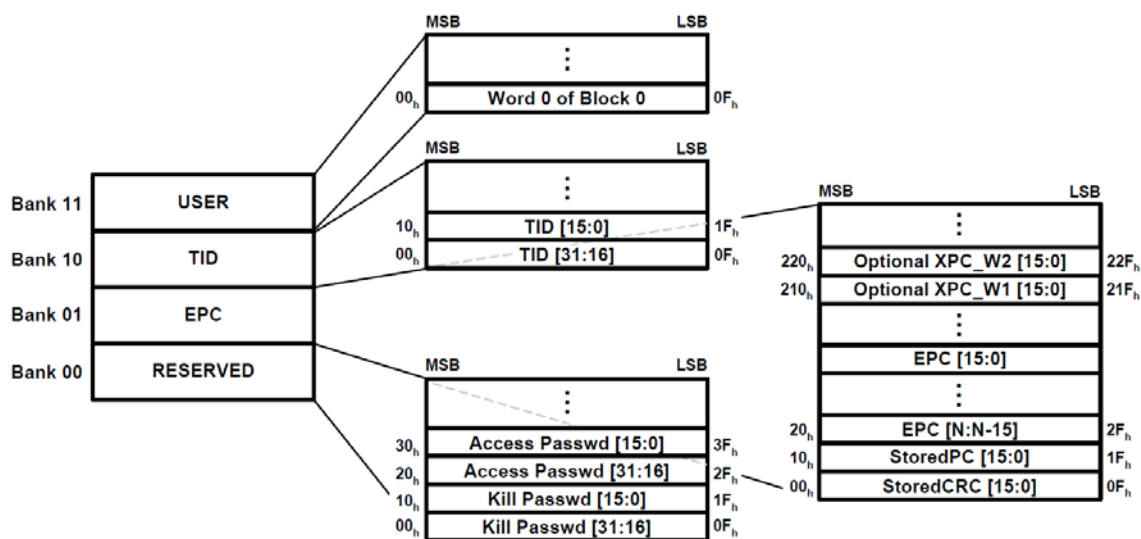 MSB LSB
⋮
00h Word 0 of Block 0 0Fh
MSB LSB
⋮
10h TID [15:0] 1Fh
00h TID [31:16] 0Fh
Bank 11 USER
Bank 10 TID
Bank 01 EPC
Bank 00 RESERVED
MSB LSB
⋮
30h Access Passwd [15:0] 3Fh
20h Access Passwd [31:16] 2Fh
10h Kill Passwd [15:0] 1Fh
00h Kill Passwd [31:16] 0Fh
MSB LSB
⋮
220h Optional XPC_W2 [15:0] 22Fh
210h Optional XPC_W1 [15:0] 21Fh
⋮
EPC [15:0]
⋮
20h EPC [N:N-15] 2Fh
10h StoredPC [15:0] 1Fh
00h StoredCRC [15:0] 0Fh